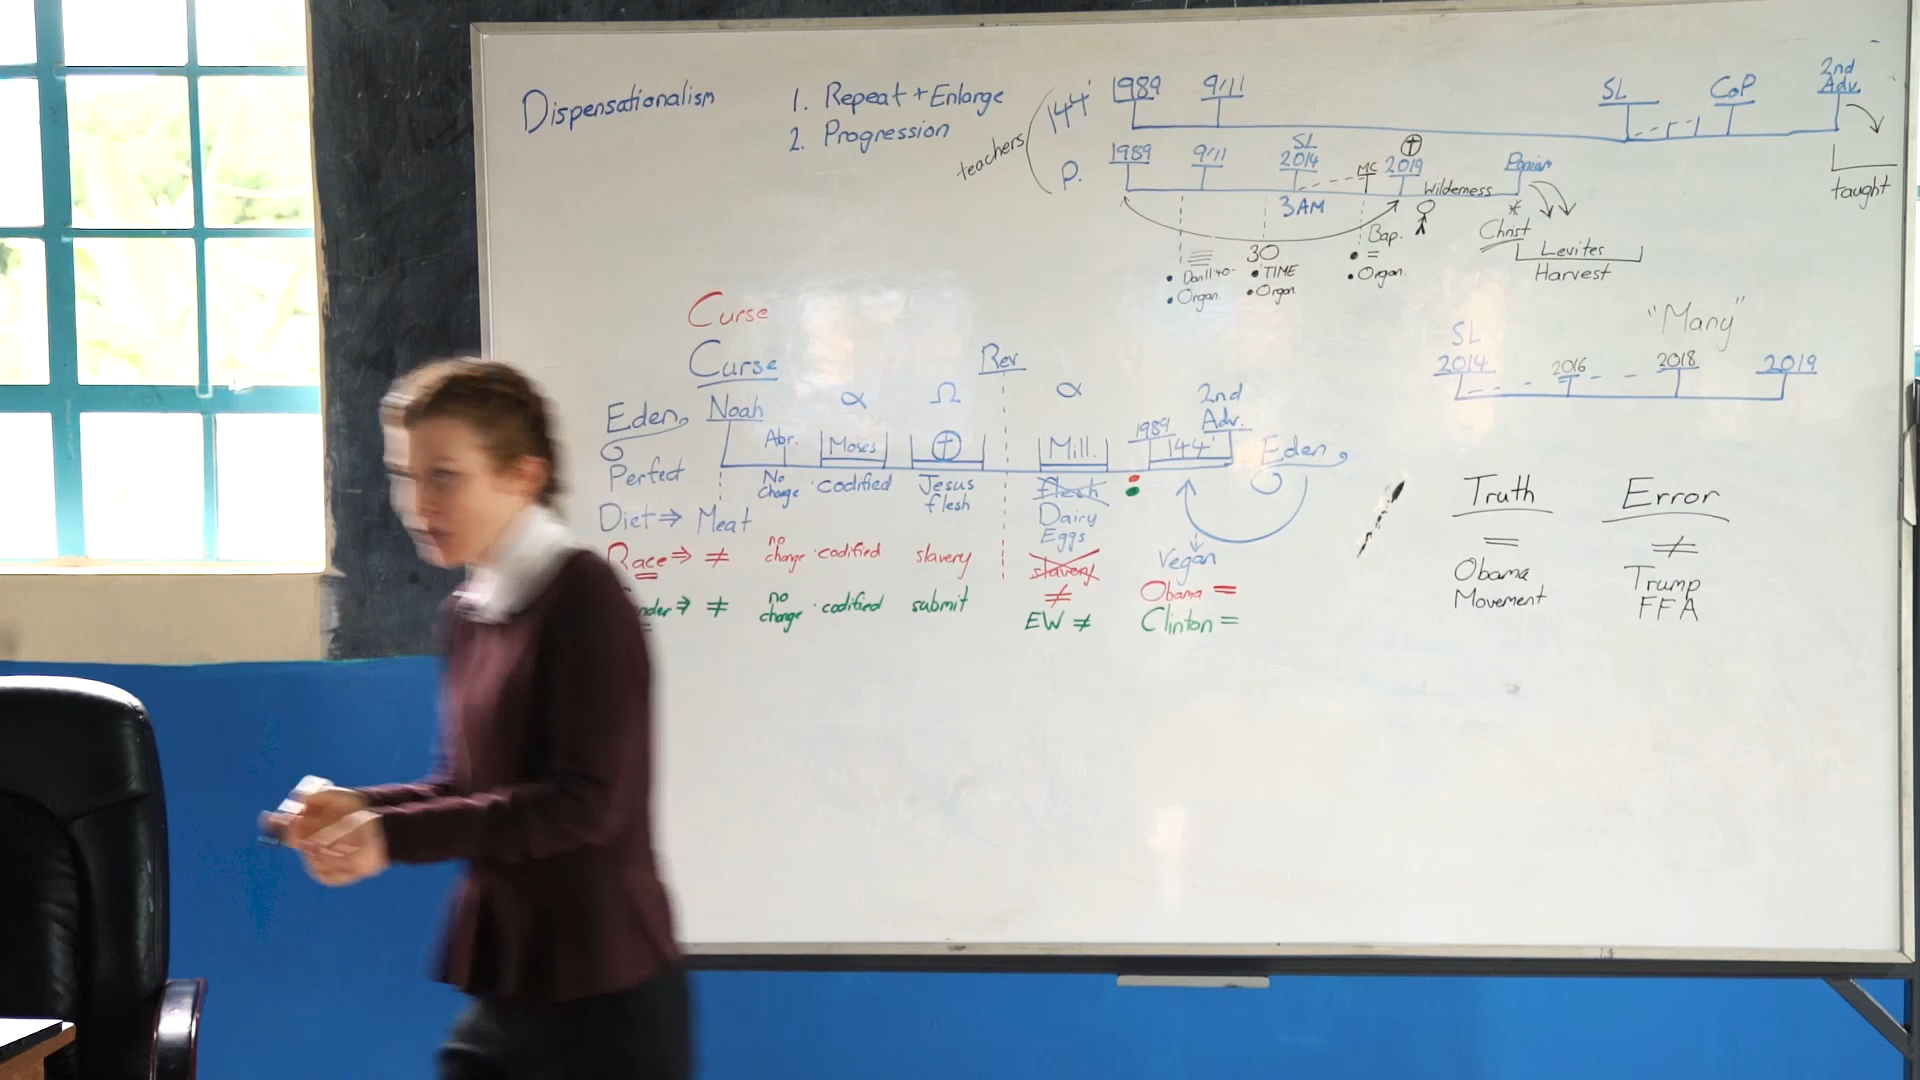 Dispensationalism
1. Repeat + Enlarge
2. Progression
teachers
144'
1989
9/11
SL
CoP
2nd
Adv.
taught
P.
1989
9/11
SL
2014
MC
2019
Wilderness
3AM
Christ
Levites
Harvest
30
Bap.
=
• Organ.
• TIME
• Organ
• Dan 11:40-
• Organ.
Curse
Curse
Rev
"Many"
SL
2014
2016
2018
2019
Eden
Noah
α
Ω
α
2nd
Adv.
Abr.
Moses
Mill.
1989
144'
Eden
Perfect
No
change
·codified
Jesus
flesh
flesh
Dairy
Eggs
Diet ⇒ Meat
Vegan
Race ⇒ ≠
no
change
·codified
slavery
slavery
≠
Obama =
nder ⇒ ≠
no
change
·codified
submit
EW ≠
Clinton =
Truth
=
Obama
Movement
Error
≠
Trump
FFA